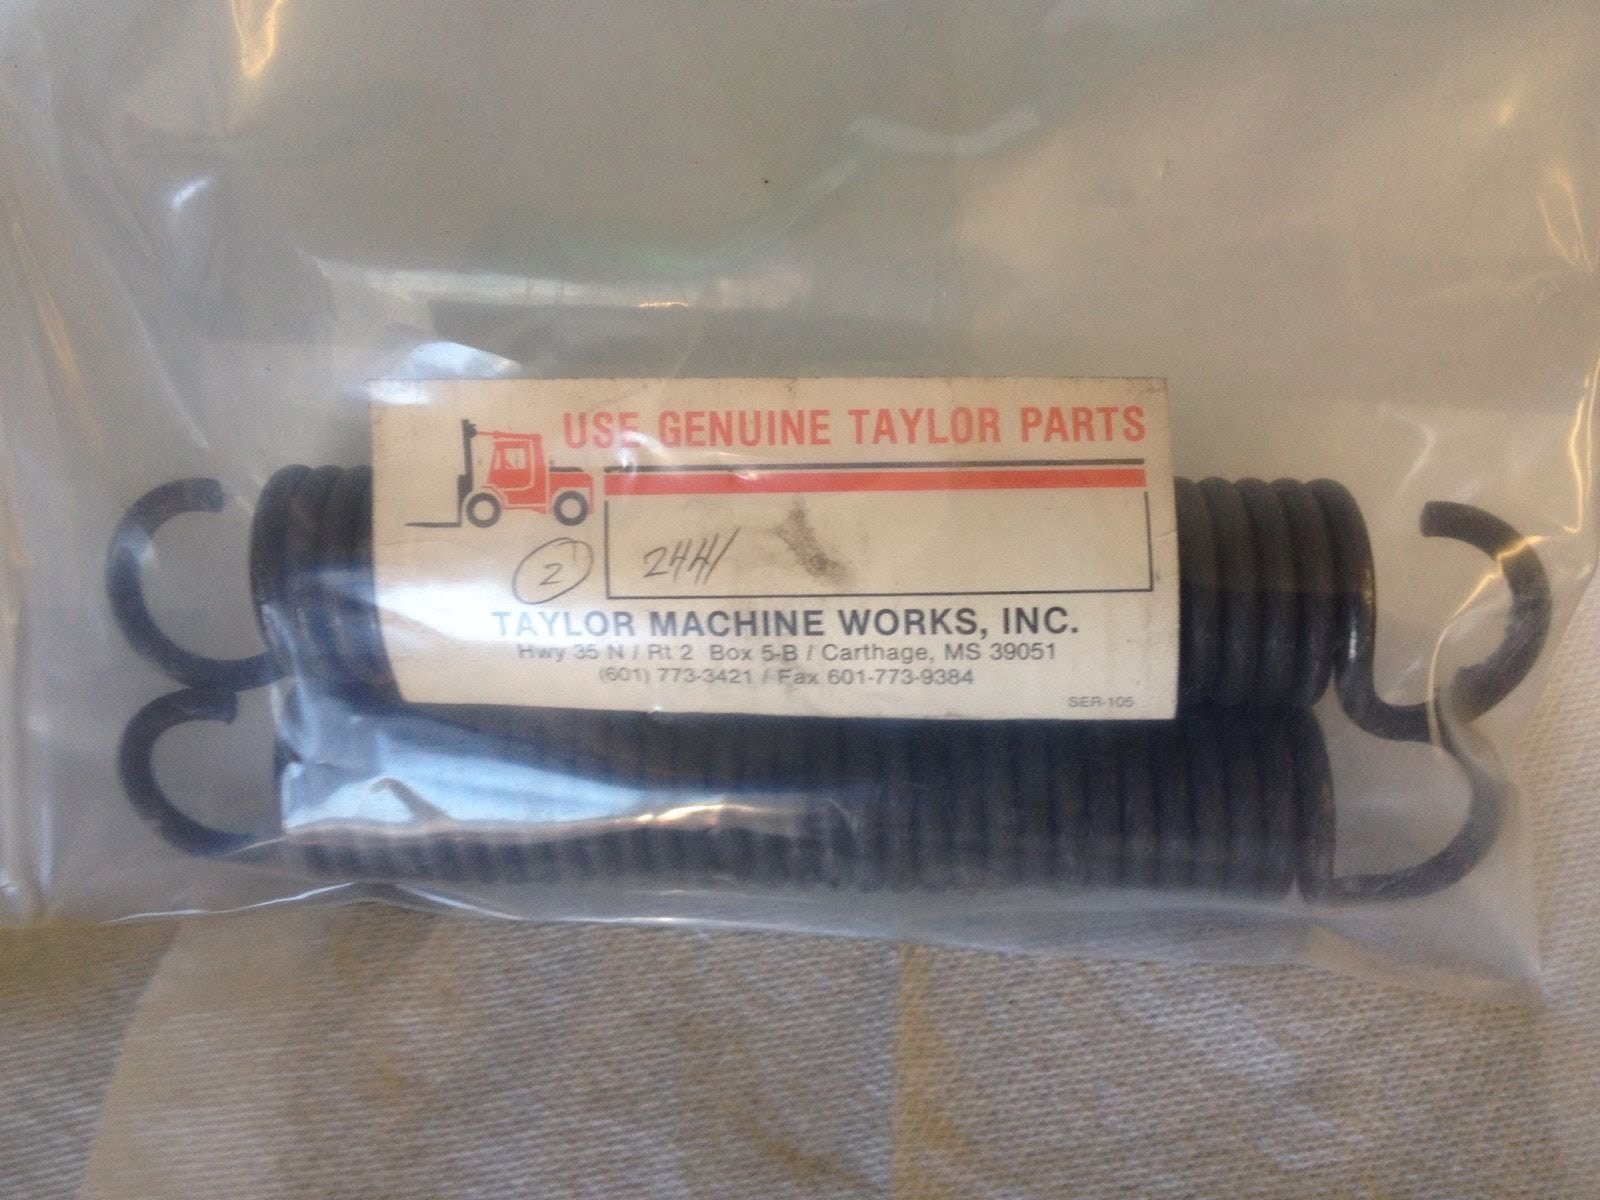 USE GENUINE TAYLOR PARTS
2 2441
TAYLOR MACHINE WORKS, INC.
Hwy 35 N / Rt 2 Box 5-B / Carthage, MS 39051
(601) 773-3421 / Fax 601-773-9384
SER-105